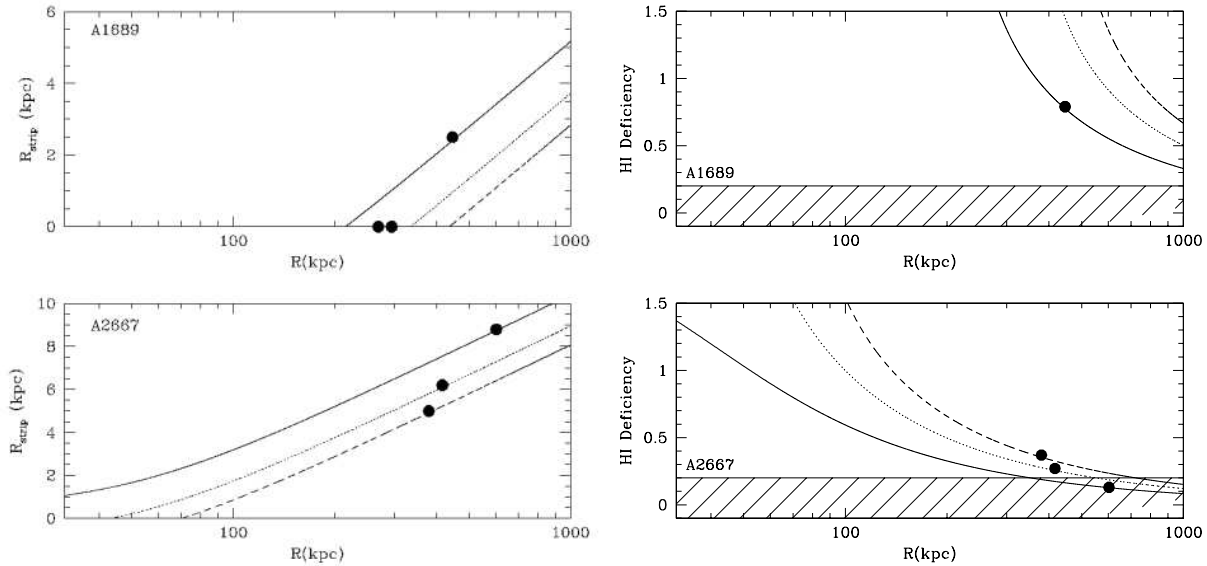 6
A1689
4
R_strip (kpc)
2
0
100
1000
R(kpc)
1.5
1
HI Deficiency
0.5
A1689
0
100
1000
R(kpc)
10
A2667
8
6
R_strip (kpc)
4
2
0
100
1000
R(kpc)
1.5
1
HI Deficiency
0.5
A2667
0
100
1000
R(kpc)